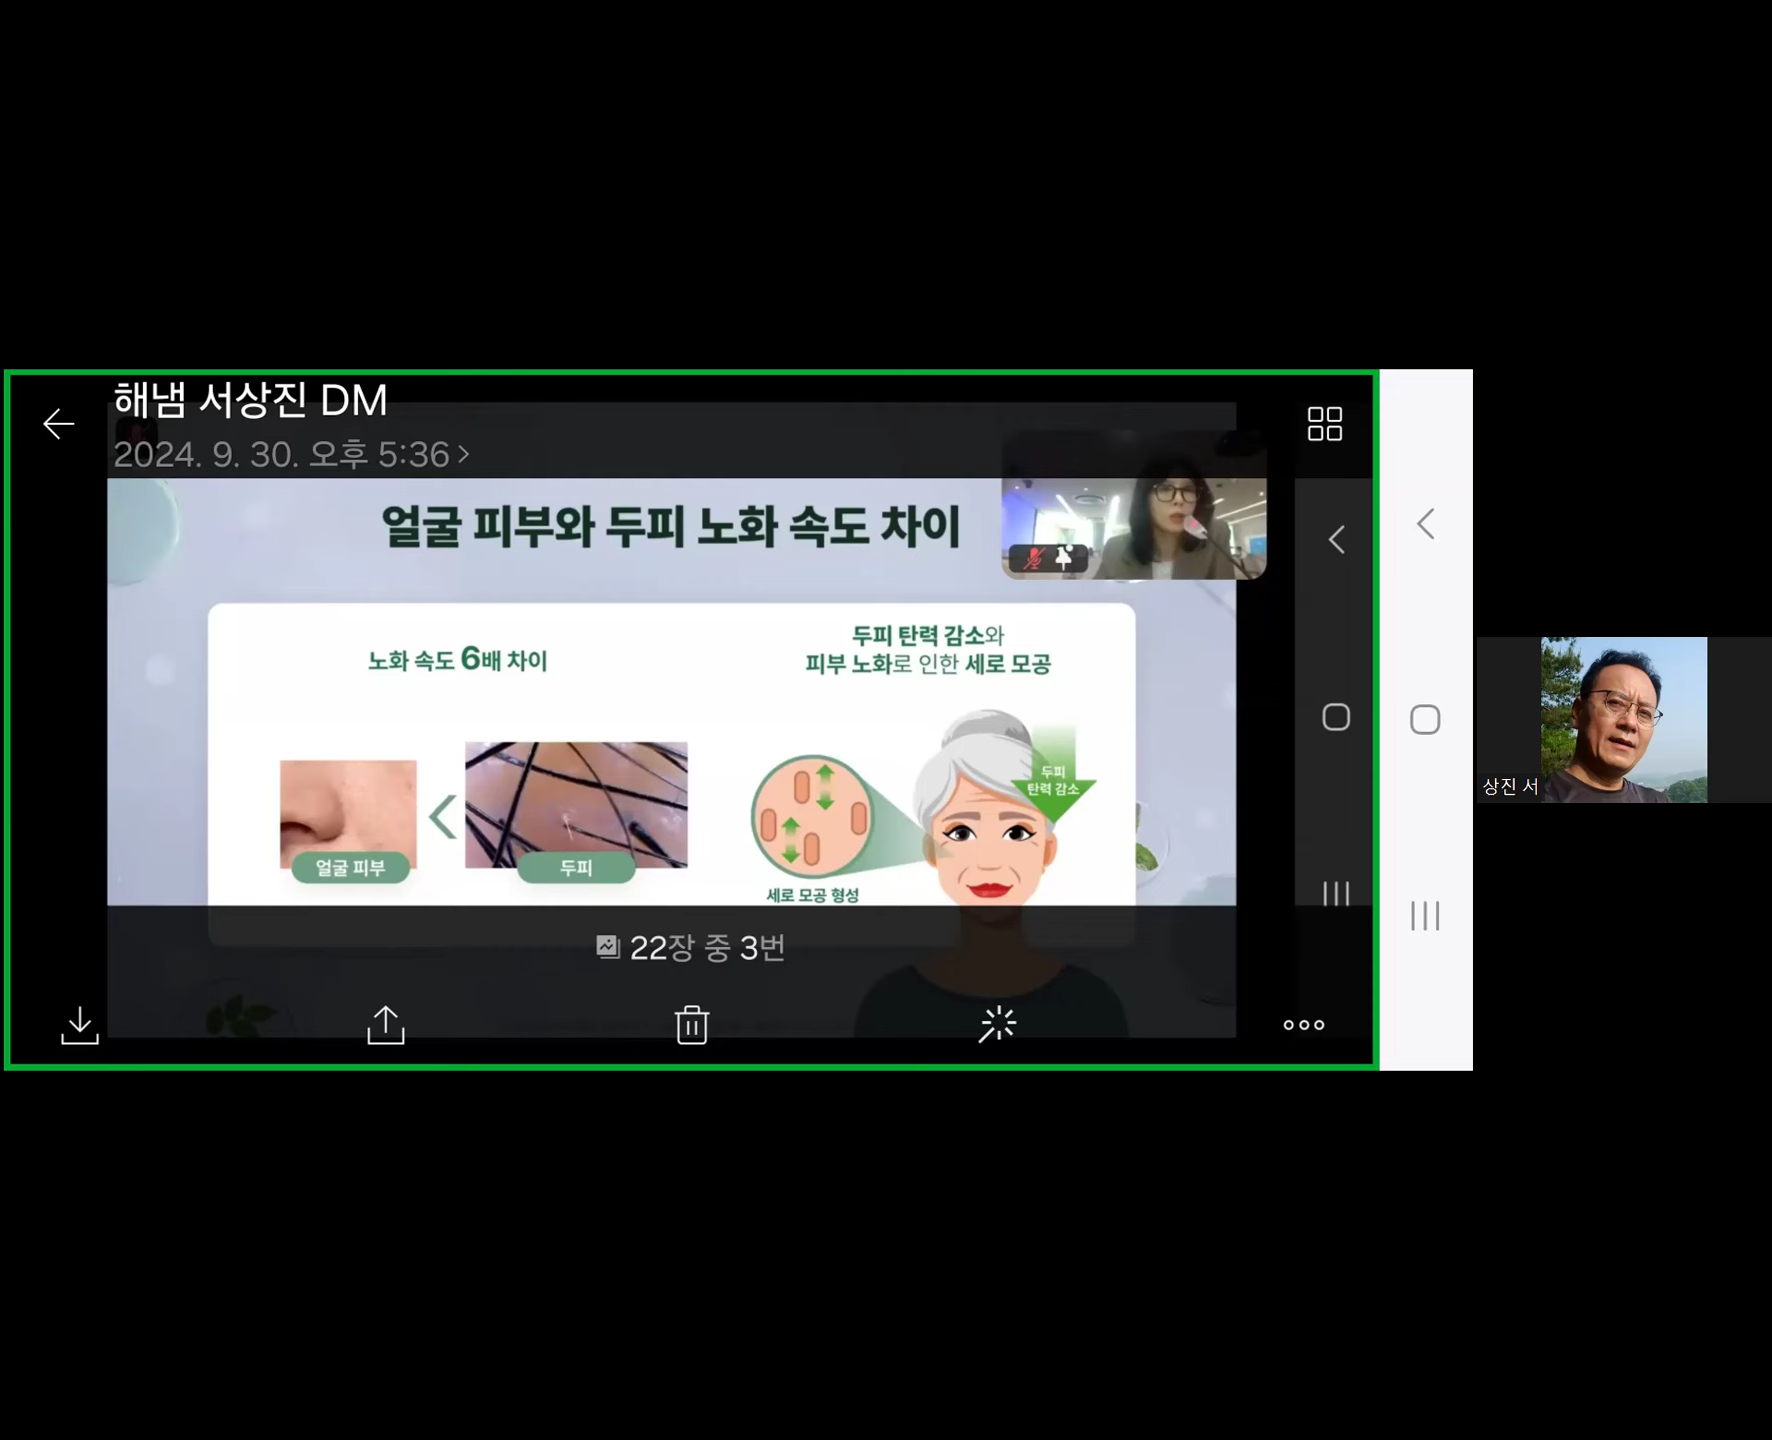 해냄 서상진 DM
2024. 9. 30. 오후 5:36
얼굴 피부와 두피 노화 속도 차이
노화 속도 6배 차이
얼굴 피부
두피
두피 탄력 감소와
피부 노화로 인한 세로 모공
두피
탄력 감소
세로 모공 형성
22장 중 3번
상진 서